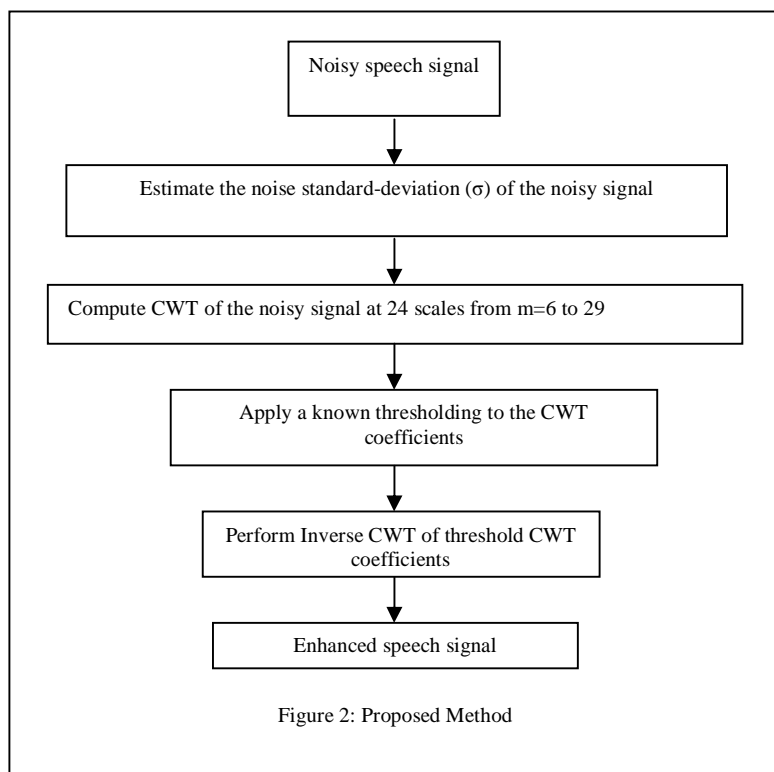 Noisy speech signal
Estimate the noise standard-deviation (σ) of the noisy signal
Compute CWT of the noisy signal at 24 scales from m=6 to 29
Apply a known thresholding to the CWT
coefficients
Perform Inverse CWT of threshold CWT
coefficients
Enhanced speech signal
Figure 2: Proposed Method